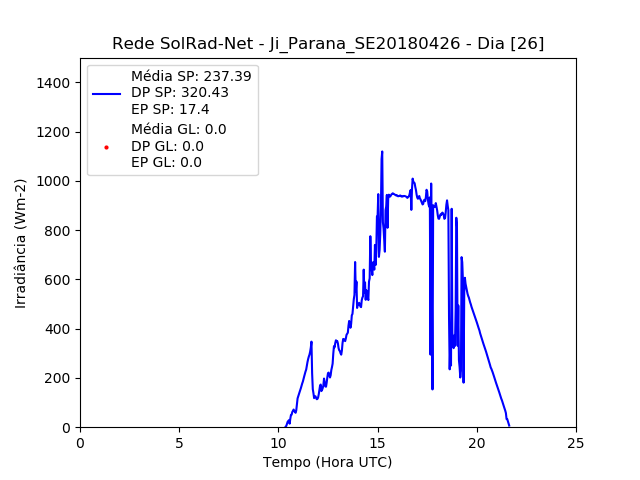 Rede SolRad-Net - Ji_Parana_SE20180426 - Dia [26]
Média SP: 237.39
DP SP: 320.43
EP SP: 17.4
Média GL: 0.0
DP GL: 0.0
EP GL: 0.0
Irradiância (Wm-2)
1400
1200
1000
800
600
400
200
0
0 5 10 15 20 25
Tempo (Hora UTC)